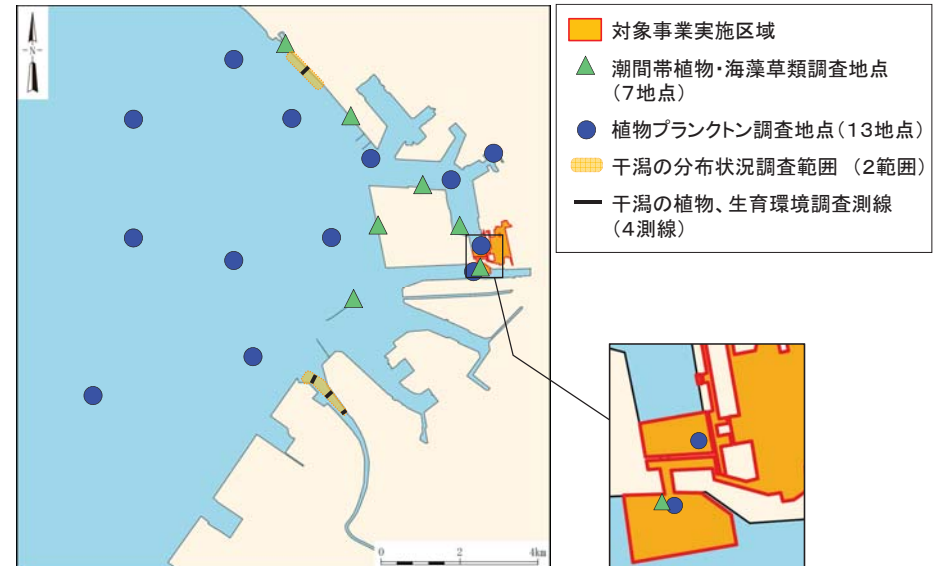 N
対象事業実施区域
潮間帯植物・海藻草類調査地点
（7地点）
植物プランクトン調査地点（13地点）
干潟の分布状況調査範囲 （2範囲）
干潟の植物、生育環境調査測線
（4測線）
0 2 4km